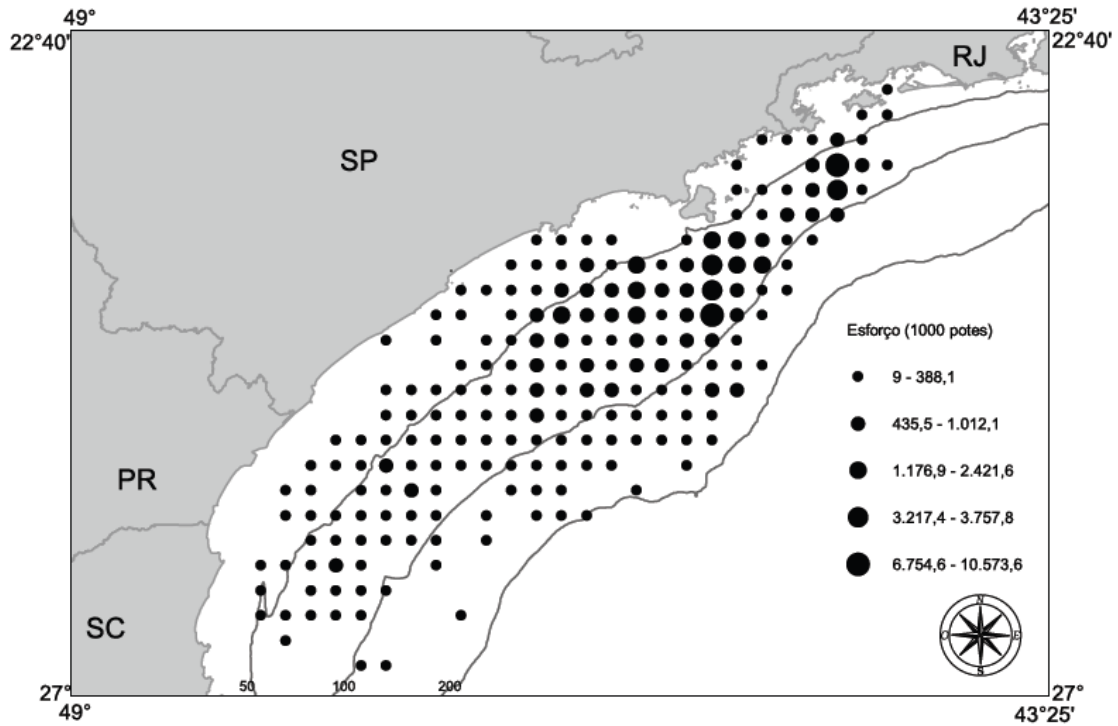 49°
43°25'
22°40'
22°40'
RJ
SP
Esforço (1000 potes)
9 - 388,1
435,5 - 1.012,1
PR
1.176,9 - 2.421,6
3.217,4 - 3.757,8
6.754,6 - 10.573,6
N
SC
O
E
S
50
100
200
27°
27°
49°
43°25'